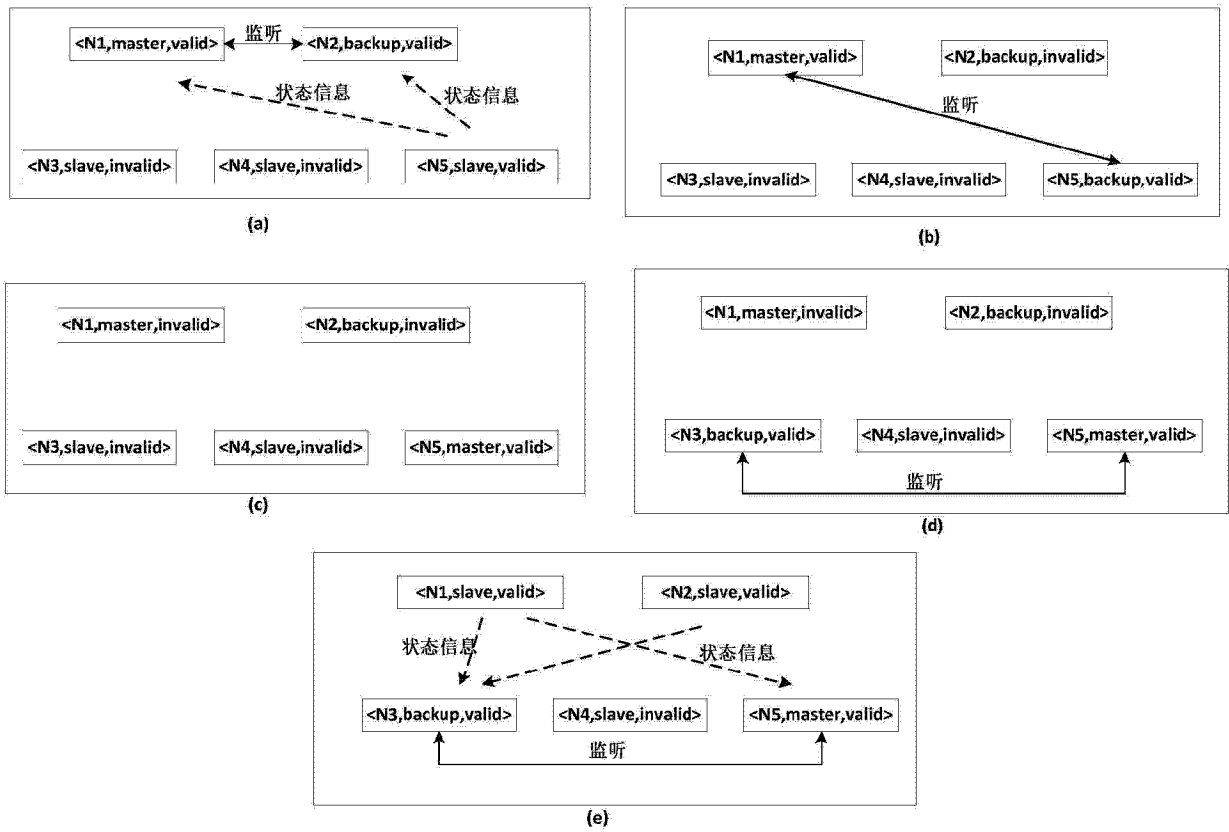 <N1,master,valid> 监听 <N2,backup,valid>
状态信息 状态信息
<N3,slave,invalid> <N4,slave,invalid> <N5,slave,valid>
(a)
<N1,master,valid> <N2,backup,invalid>
监听
<N3,slave,invalid> <N4,slave,invalid> <N5,backup,valid>
(b)
<N1,master,invalid> <N2,backup,invalid>
<N3,slave,invalid> <N4,slave,invalid> <N5,master,valid>
(c)
<N1,master,invalid> <N2,backup,invalid>
<N3,backup,valid> <N4,slave,invalid> <N5,master,valid>
监听
(d)
<N1,slave,valid> <N2,slave,valid>
状态信息 状态信息
<N3,backup,valid> <N4,slave,invalid> <N5,master,valid>
监听
(e)